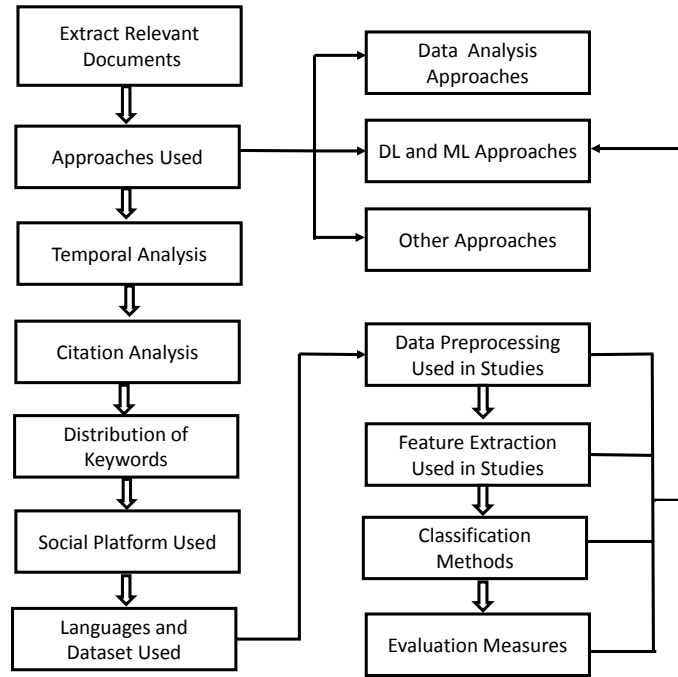 Extract Relevant
Documents
Approaches Used
Temporal Analysis
Citation Analysis
Distribution of
Keywords
Social Platform Used
Languages and
Dataset Used
Data Analysis
Approaches
DL and ML Approaches
Other Approaches
Data Preprocessing
Used in Studies
Feature Extraction
Used in Studies
Classification
Methods
Evaluation Measures